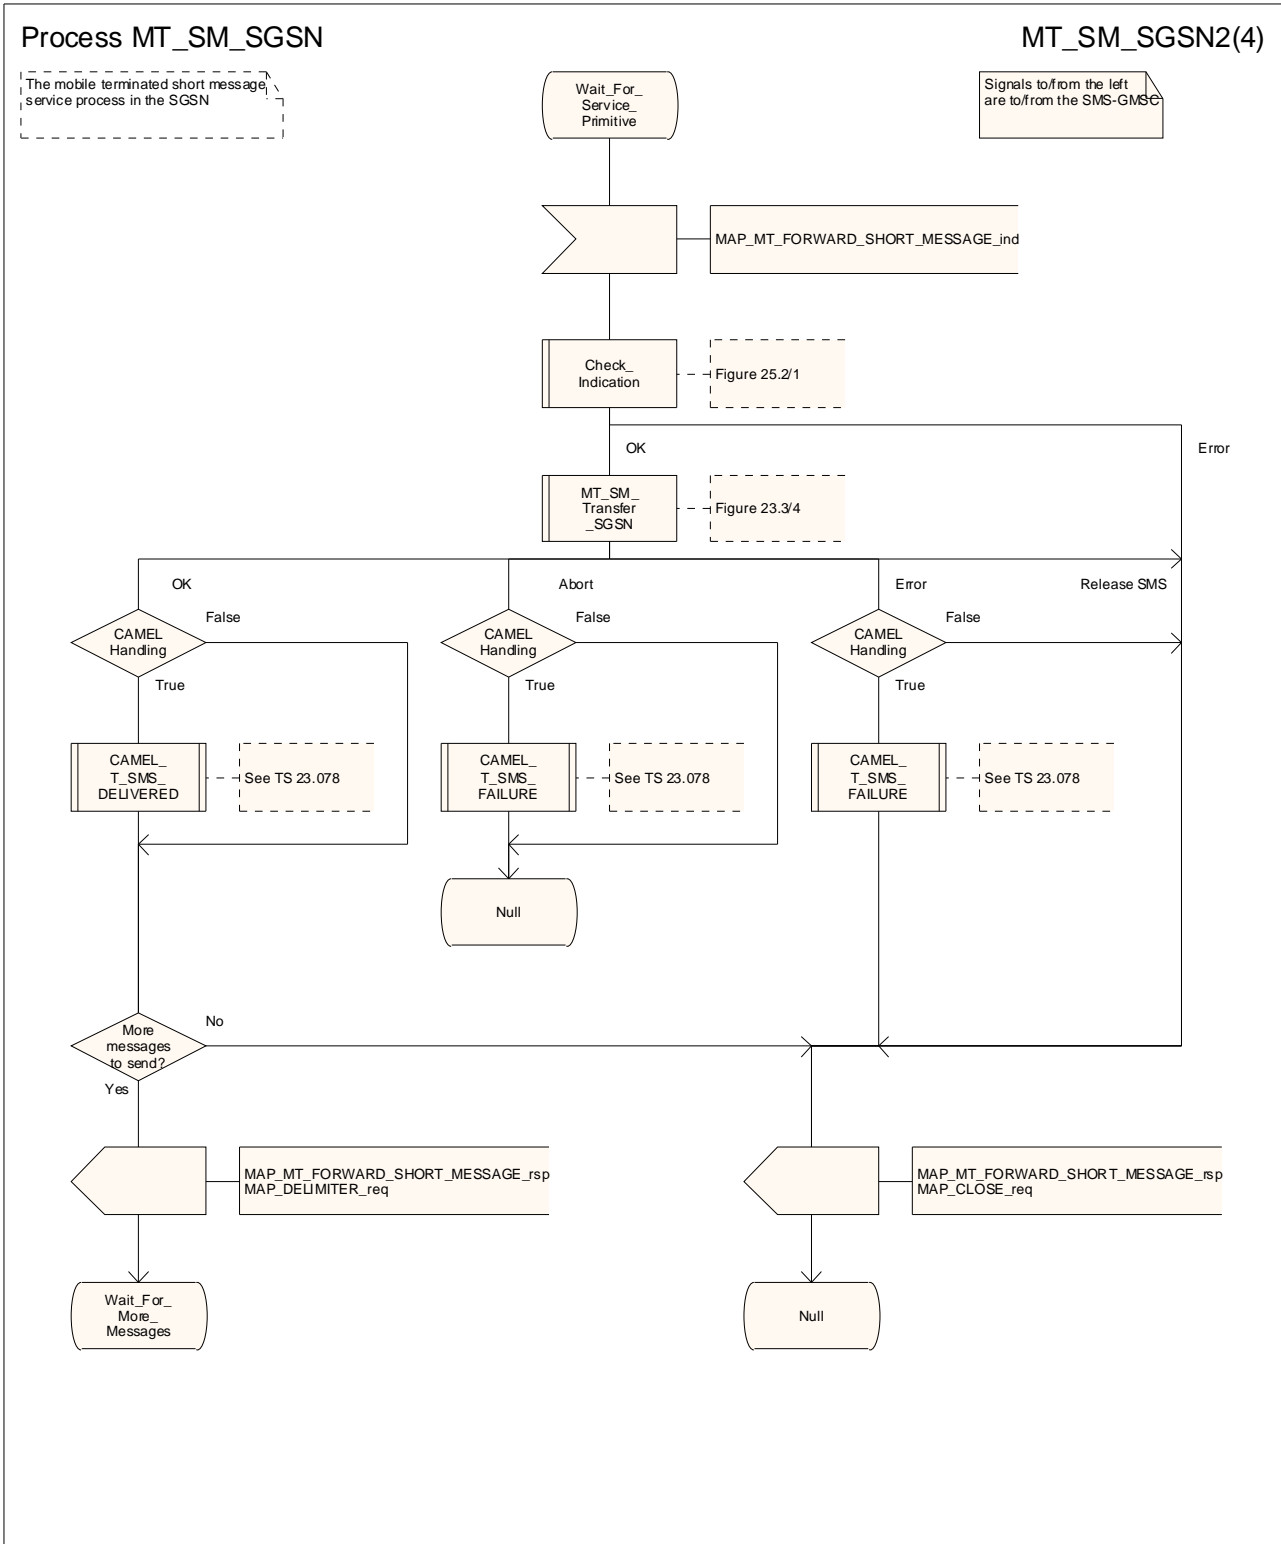 Process MT_SM_SGSN
MT_SM_SGSN2(4)
The mobile terminated short message
service process in the SGSN
Wait_For_
Service_
Primitive
Signals to/from the left
are to/from the SMS-GMSC
MAP_MT_FORWARD_SHORT_MESSAGE_ind
Check_
Indication
Figure 25.2/1
OK
Error
MT_SM_
Transfer
_SGSN
Figure 23.3/4
OK
Abort
Error
Release SMS
CAMEL
Handling
False
True
CAMEL
Handling
False
True
CAMEL
Handling
False
True
CAMEL_
T_SMS_
DELIVERED
See TS 23.078
CAMEL_
T_SMS_
FAILURE
See TS 23.078
CAMEL_
T_SMS_
FAILURE
See TS 23.078
Null
More
messages
to send?
No
Yes
MAP_MT_FORWARD_SHORT_MESSAGE_rsp
MAP_DELIMITER_req
MAP_MT_FORWARD_SHORT_MESSAGE_rsp
MAP_CLOSE_req
Wait_For_
More_
Messages
Null